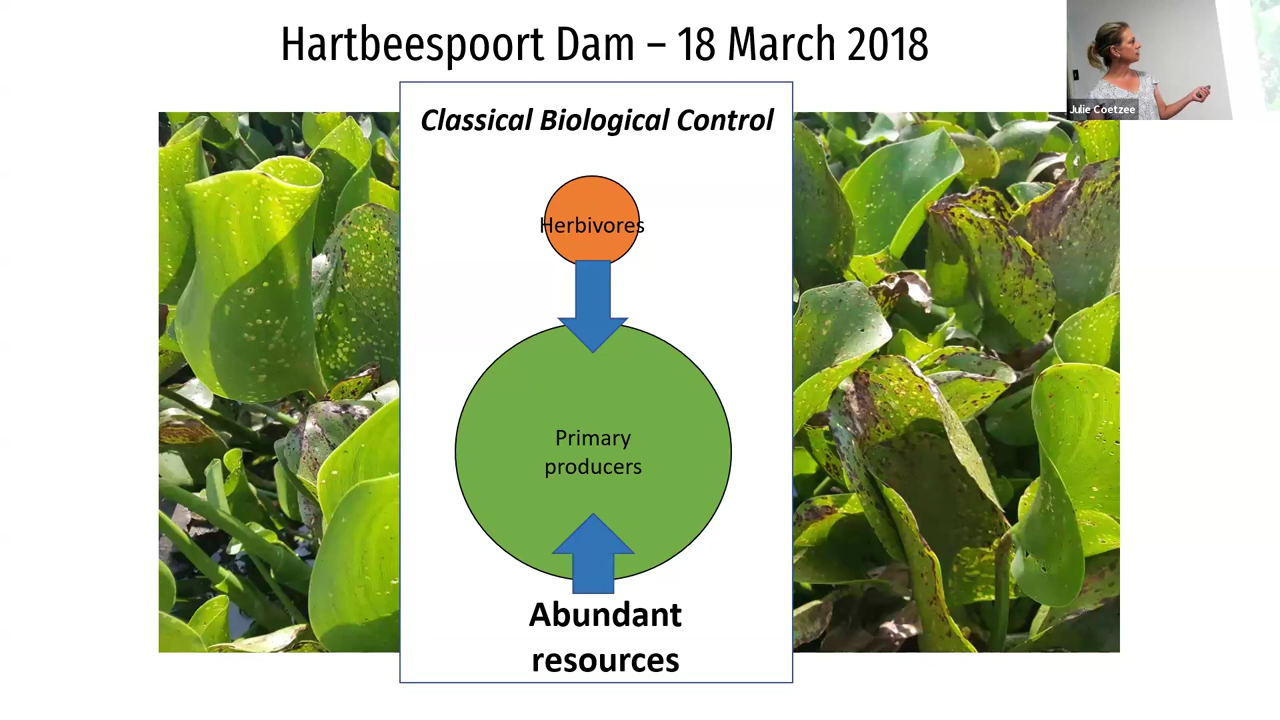 Hartbeespoort Dam – 18 March 2018
Julie Coetzee
Classical Biological Control
Herbivores
Primary
producers
Abundant
resources